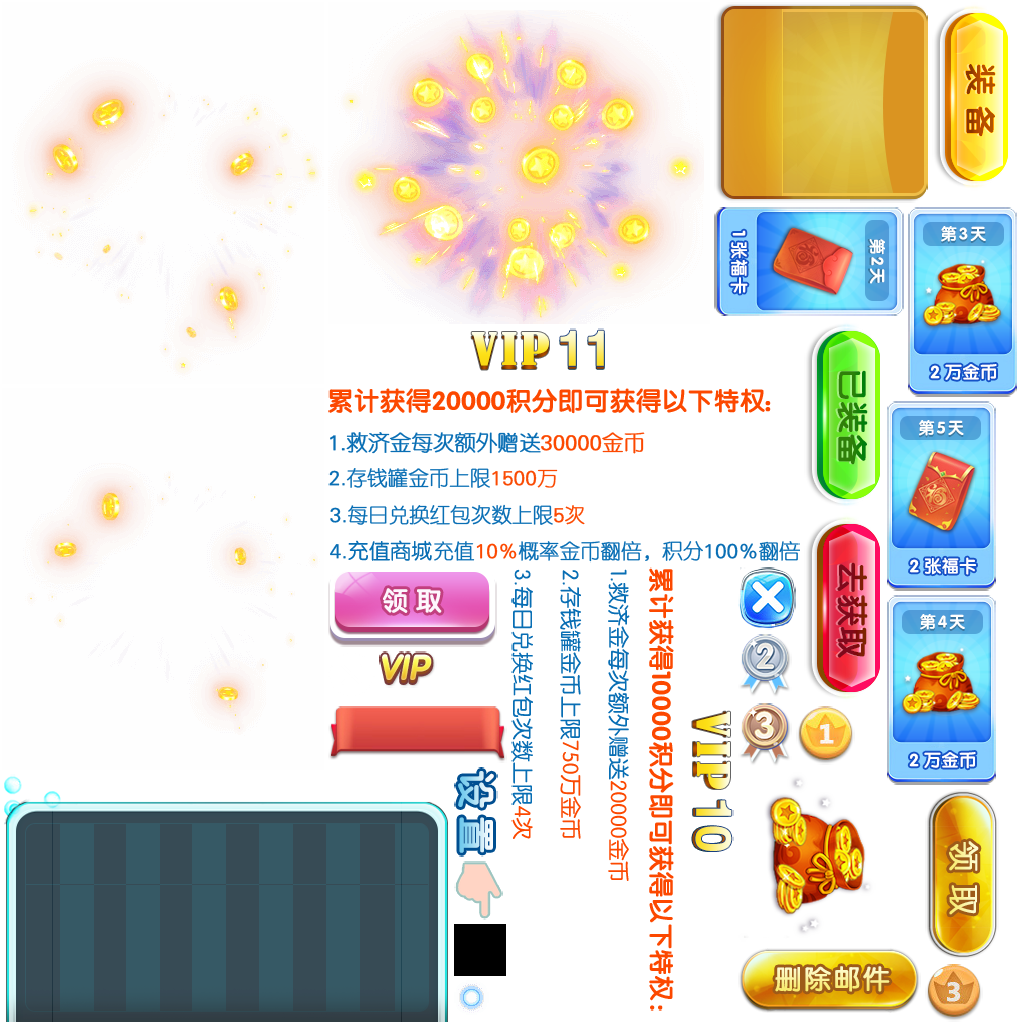 装备
1张福卡
第2天
第3天
2万金币
VIP11
累计获得20000积分即可获得以下特权:
1.救济金每次额外赠送30000金币
2.存钱罐金币上限1500万
3.每日兑换红包次数上限5次
4.充值商城充值10%概率金币翻倍，积分100%翻倍
已装备
第5天
2张福卡
去获取
第4天
2万金币
领取
VIP
VIP10
累计获得10000积分即可获得以下特权:
1.救济金每次额外赠送20000金币
2.存钱罐金币上限750万金币
3.每日兑换红包次数上限4次
2
3
1
设置
领取
删除邮件
3